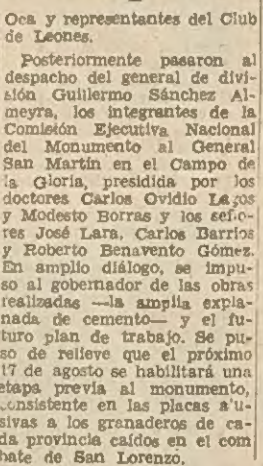 Oca y representantes del Club
de Leones.
Posteriormente pasaron al
despacho del general de divi-
sión Guillermo Sánchez Al-
meyra, los integrantes de la
Comisión Ejecutiva Nacional
del Monumento al General
San Martín en el Campo de
la Gloria, presidida por los
doctores Carlos Ovidio Lagos
y Modesto Borras y los seño-
res José Lara, Carlos Barrios
y Roberto Benavento Gómez.
En amplio diálogo, se impu-
so al gobernador de las obras
realizadas —la amplia expla-
nada de cemento— y el fu-
turo plan de trabajo. Se pu-
so de relieve que el próximo
17 de agosto se habilitará una
etapa previa al monumento,
consistente en las placas a'u-
sivas a los granaderos de ca-
da provincia caídos en el com
bate de San Lorenzo.